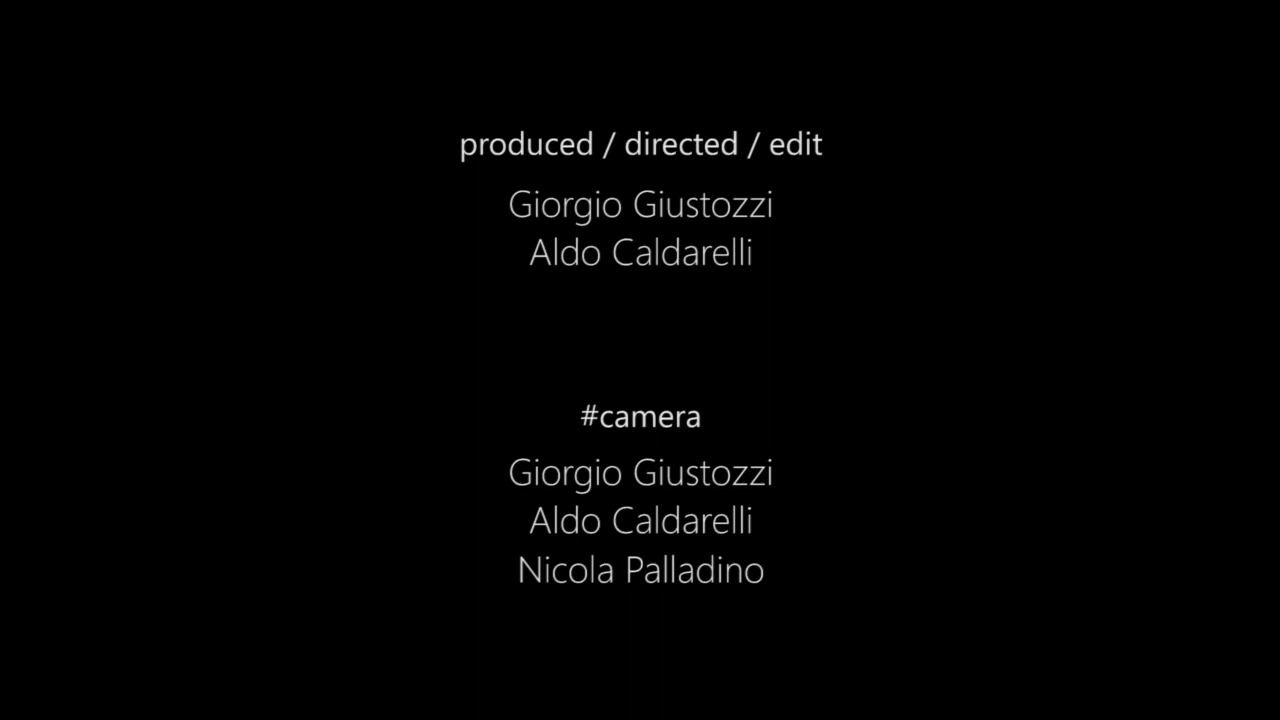 produced / directed / edit
Giorgio Giustozzi
Aldo Caldarelli
#camera
Giorgio Giustozzi
Aldo Caldarelli
Nicola Palladino